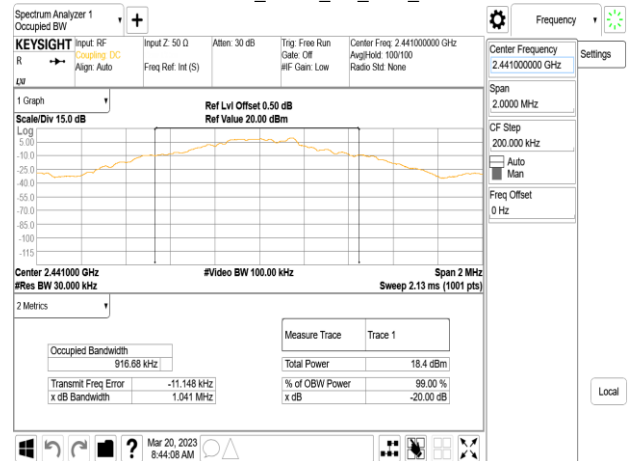 Spectrum Analyzer 1
Occupied BW
Frequency
KEYSIGHT
Input: RF
Input Z: 50 Ω
Atten: 30 dB
Trig: Free Run
Center Freq: 2.441000000 GHz
R
Coupling: DC
Gate: Off
Avg|Hold: 100/100
Align: Auto
Freq Ref: Int (S)
#IF Gain: Low
Radio Std: None
Center Frequency
2.441000000 GHz
Settings
Span
2.0000 MHz
CF Step
200.000 kHz
Auto
Man
Freq Offset
0 Hz
1 Graph
Ref Lvl Offset 0.50 dB
Scale/Div 15.0 dB
Ref Value 20.00 dBm
Log
5.00
-10.0
-25.0
-40.0
-55.0
-70.0
-85.0
-100
-115
Center 2.441000 GHz
#Video BW 100.00 kHz
Span 2 MHz
#Res BW 30.000 kHz
Sweep 2.13 ms (1001 pts)
2 Metrics
Measure Trace
Trace 1
Occupied Bandwidth
916.68 kHz
Total Power
18.4 dBm
Transmit Freq Error
-11.148 kHz
% of OBW Power
99.00 %
x dB Bandwidth
1.041 MHz
x dB
-20.00 dB
Local
Mar 20, 2023
8:44:08 AM